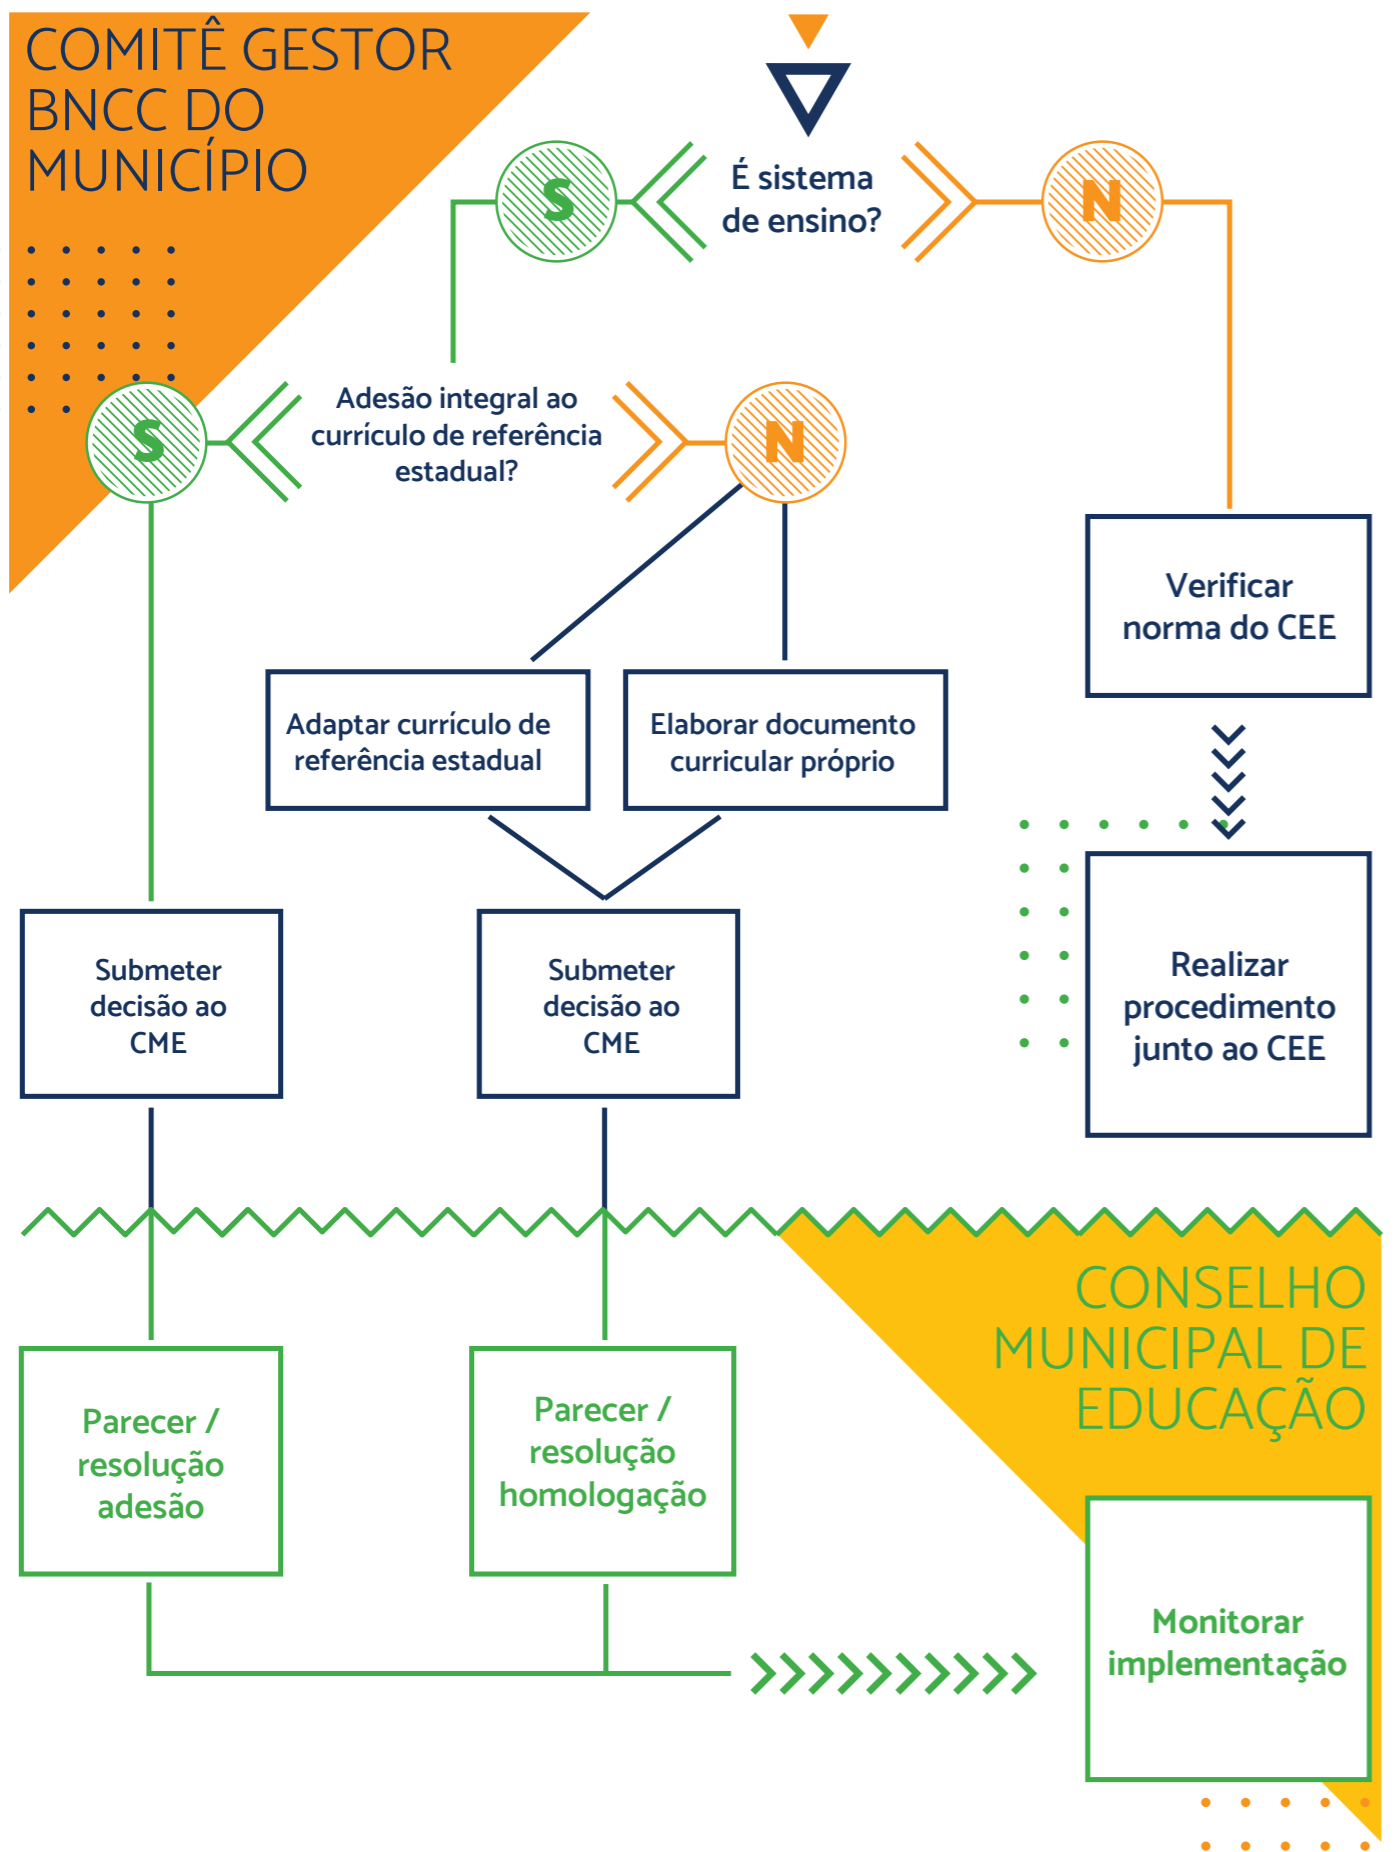 COMITÊ GESTOR
BNCC DO
MUNICÍPIO
É sistema
de ensino?
S
N
Adesão integral ao
currículo de referência
estadual?
S
N
Verificar
norma do CEE
Adaptar currículo de
referência estadual
Elaborar documento
curricular próprio
Realizar
procedimento
junto ao CEE
Submeter
decisão ao
CME
Submeter
decisão ao
CME
CONSELHO
MUNICIPAL DE
EDUCAÇÃO
Parecer /
resolução
adesão
Parecer /
resolução
homologação
Monitorar
implementação